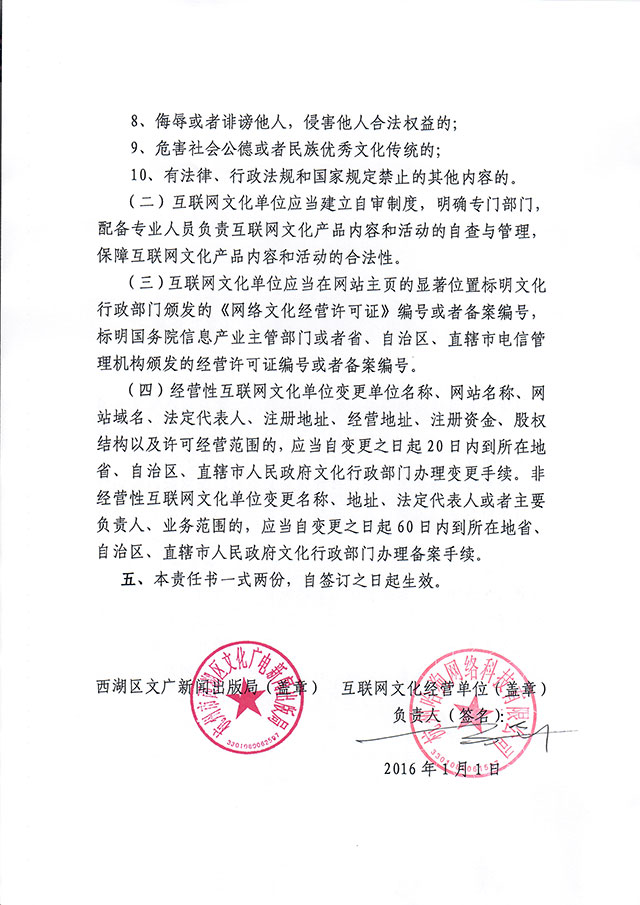 8、侮辱或者诽谤他人，侵害他人合法权益的；
9、危害社会公德或者民族优秀文化传统的；
10、有法律、行政法规和国家规定禁止的其他内容的。
（二）互联网文化单位应当建立自审制度，明确专门部门，
配备专业人员负责互联网文化产品内容和活动的自查与管理，
保障互联网文化产品内容和活动的合法性。
（三）互联网文化单位应当在网站主页的显著位置标明文化
行政部门颁发的《网络文化经营许可证》编号或者备案编号，
标明国务院信息产业主管部门或者省、自治区、直辖市电信管
理机构颁发的经营许可证编号或者备案编号。
（四）经营性互联网文化单位变更单位名称、网站名称、网
站域名、法定代表人、注册地址、经营地址、注册资金、股权
结构以及许可经营范围的，应当自变更之日起20日内到所在地
省、自治区、直辖市人民政府文化行政部门办理变更手续。非
经营性互联网文化单位变更名称、地址、法定代表人或者主要
负责人、业务范围的，应当自变更之日起60日内到所在地省、
自治区、直辖市人民政府文化行政部门办理备案手续。
五、本责任书一式两份，自签订之日起生效。
西湖区文广新闻出版局（盖章）
互联网文化经营单位（盖章）
负责人（签名）：
2016年1月1日
杭州市西湖区文化广电新闻出版局
3301060062597
网络科技有限公司